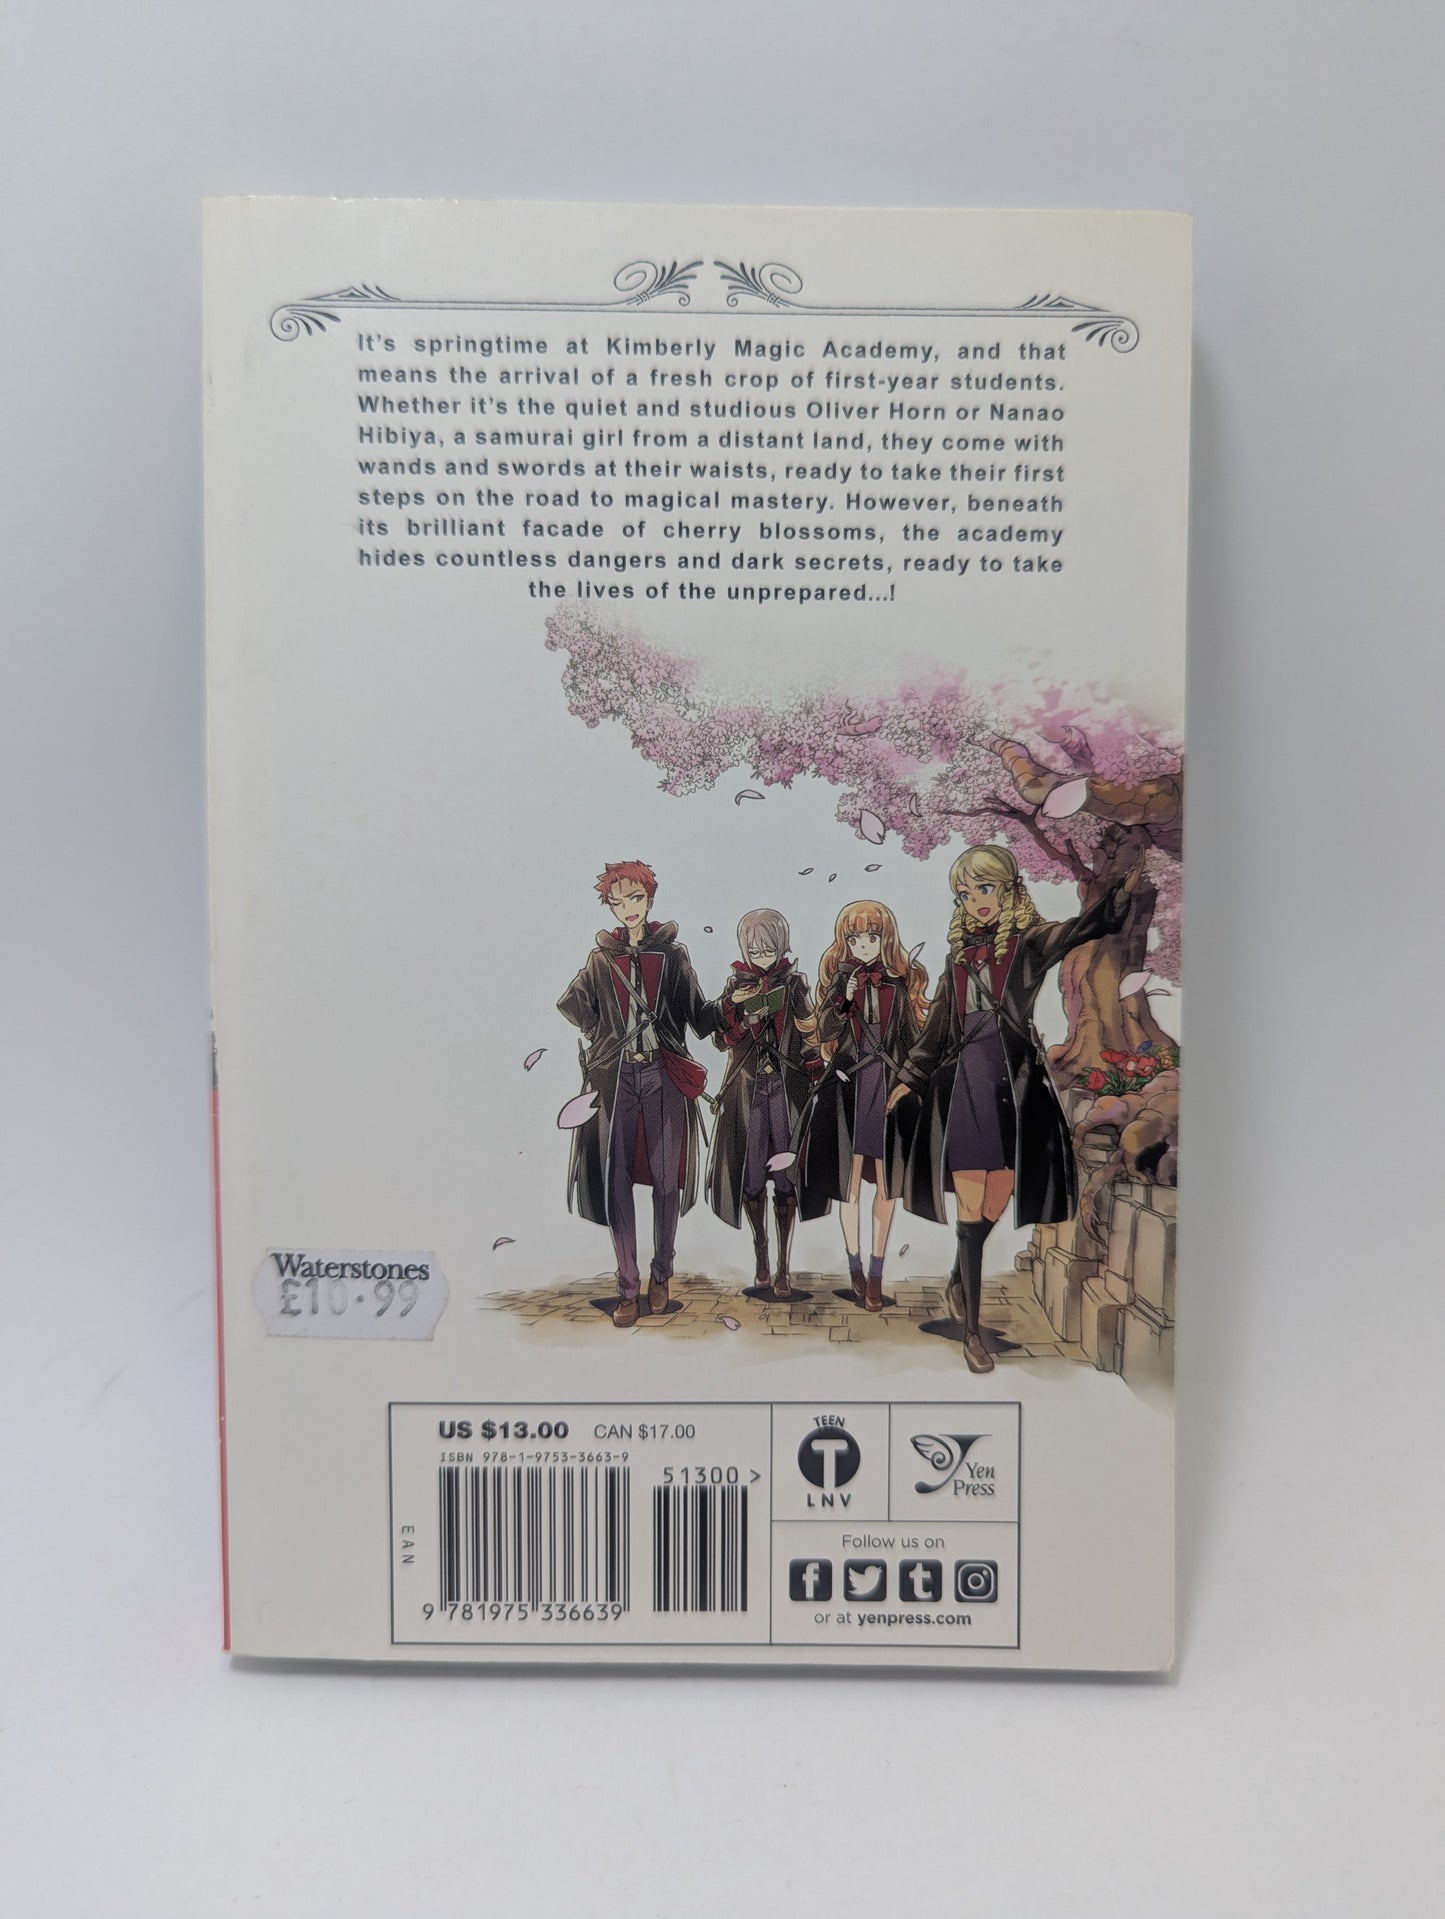 It's springtime at Kimberly Magic Academy, and that
means the arrival of a fresh crop of first-year students.
Whether it's the quiet and studious Oliver Horn or Nanao
Hibiya, a samurai girl from a distant land, they come with
wands and swords at their waists, ready to take their first
steps on the road to magical mastery. However, beneath
its brilliant facade of cherry blossoms, the academy
hides countless dangers and dark secrets, ready to take
the lives of the unprepared...!
Waterstones
£10.99
US $13.00 CAN $17.00
ISBN 978-1-9753-3663-9
51300 >
EAN
9 781975 336639
TEEN
T
LNV
Yen
Press
Follow us on
or at yenpress.com